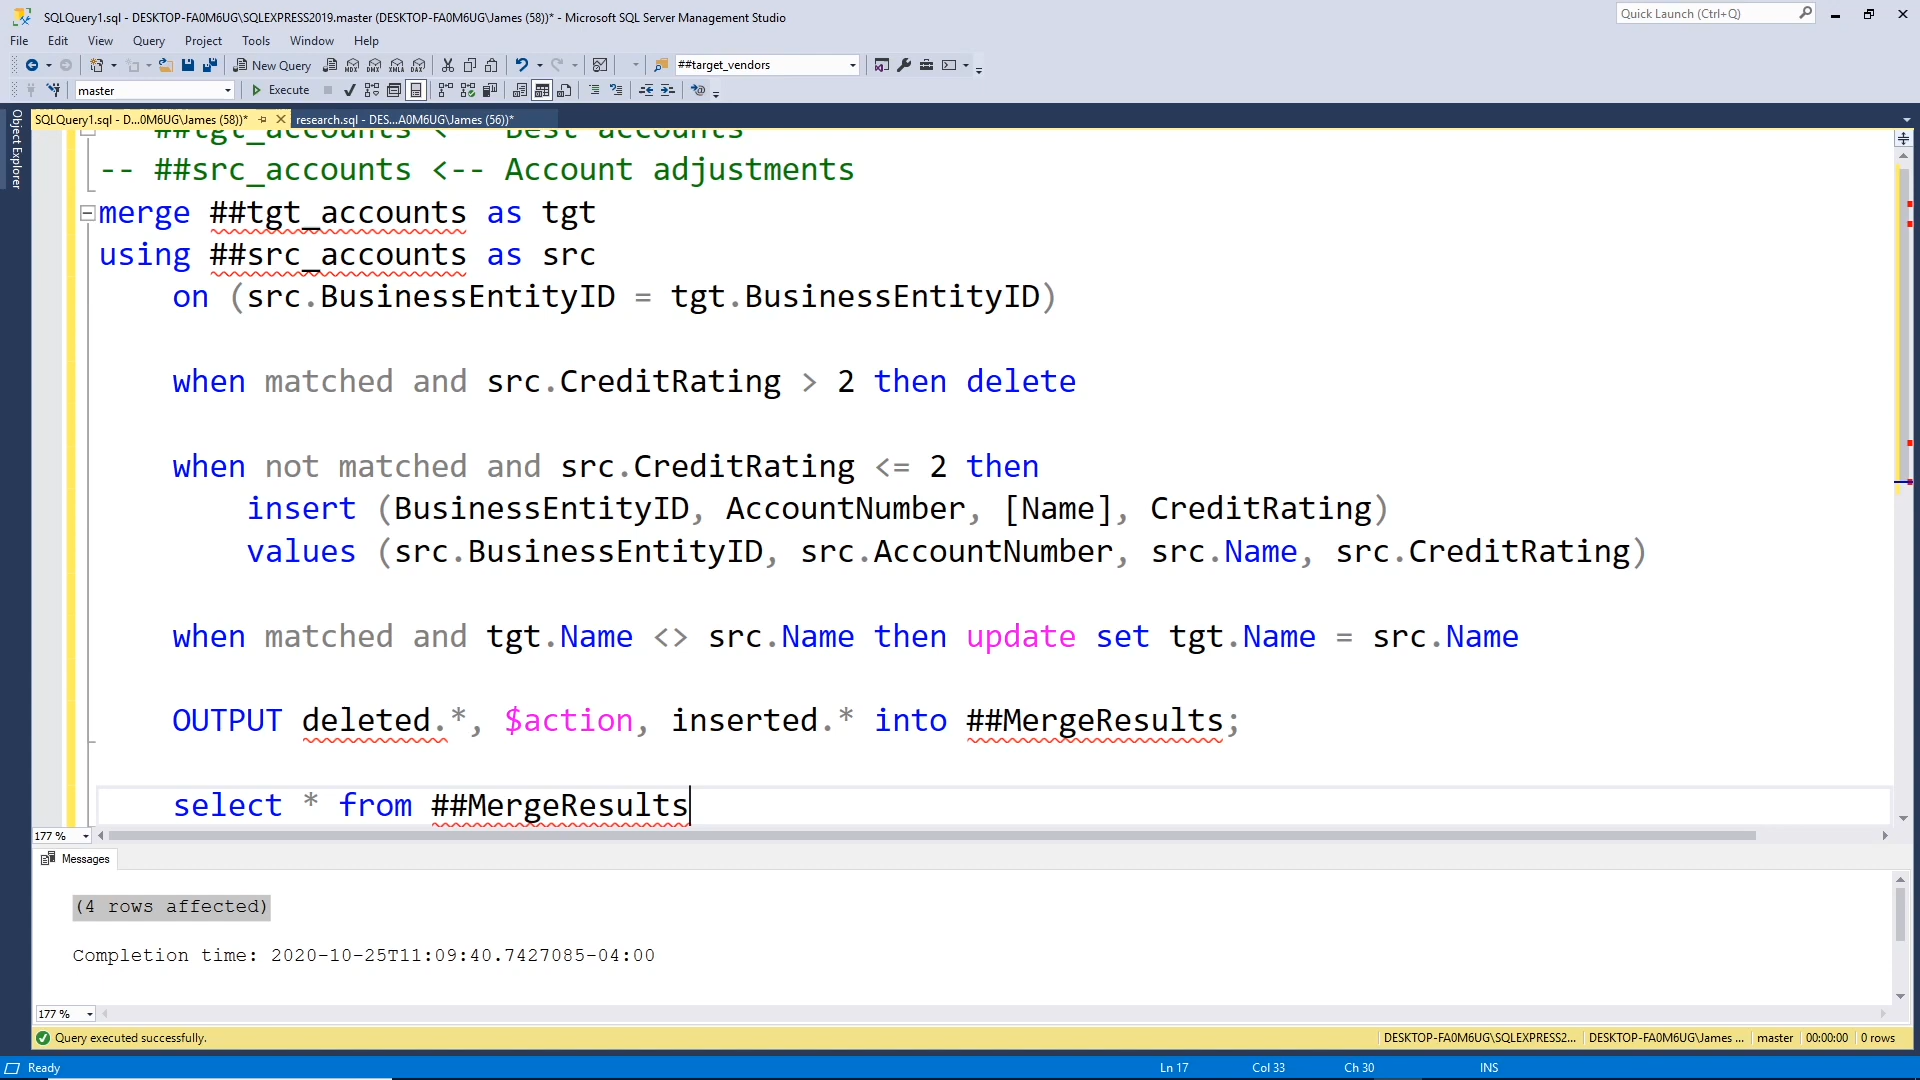 SQLQuery1.sql - DESKTOP-FA0M6UG\SQLEXPRESS2019.master (DESKTOP-FA0M6UG\James (58))* - Microsoft SQL Server Management Studio
Quick Launch (Ctrl+Q)
File Edit View Query Project Tools Window Help
New Query
MDX DMX XMLA DAX
##target_vendors
master
Execute
Object Explorer
SQLQuery1.sql - D...0M6UG\James (58))*
research.sql - DES...A0M6UG\James (56))*
##tgt_accounts <-- Best accounts
-- ##src_accounts <-- Account adjustments
merge ##tgt_accounts as tgt
using ##src_accounts as src
on (src.BusinessEntityID = tgt.BusinessEntityID)
when matched and src.CreditRating > 2 then delete
when not matched and src.CreditRating <= 2 then
insert (BusinessEntityID, AccountNumber, [Name], CreditRating)
values (src.BusinessEntityID, src.AccountNumber, src.Name, src.CreditRating)
when matched and tgt.Name <> src.Name then update set tgt.Name = src.Name
OUTPUT deleted.*, $action, inserted.* into ##MergeResults;
select * from ##MergeResults
177 %
Messages
(4 rows affected)
Completion time: 2020-10-25T11:09:40.7427085-04:00
177 %
Query executed successfully.
DESKTOP-FA0M6UG\SQLEXPRESS2... DESKTOP-FA0M6UG\James ... master 00:00:00 0 rows
Ready
Ln 17 Col 33 Ch 30 INS